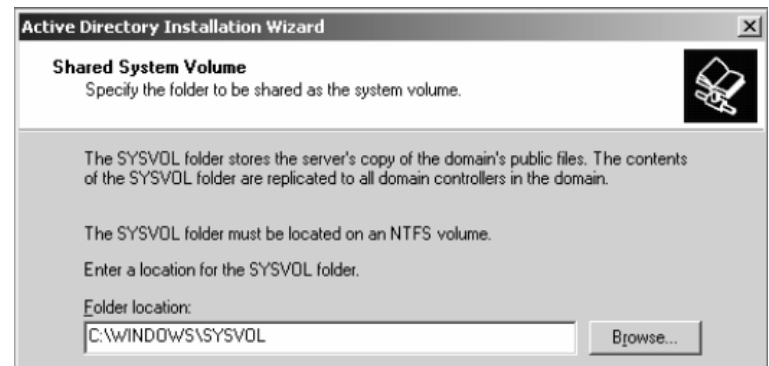 Active Directory Installation Wizard
Shared System Volume
Specify the folder to be shared as the system volume.
The SYSVOL folder stores the server's copy of the domain's public files. The contents
of the SYSVOL folder are replicated to all domain controllers in the domain.
The SYSVOL folder must be located on an NTFS volume.
Enter a location for the SYSVOL folder.
Folder location:
C:\WINDOWS\SYSVOL
Browse...